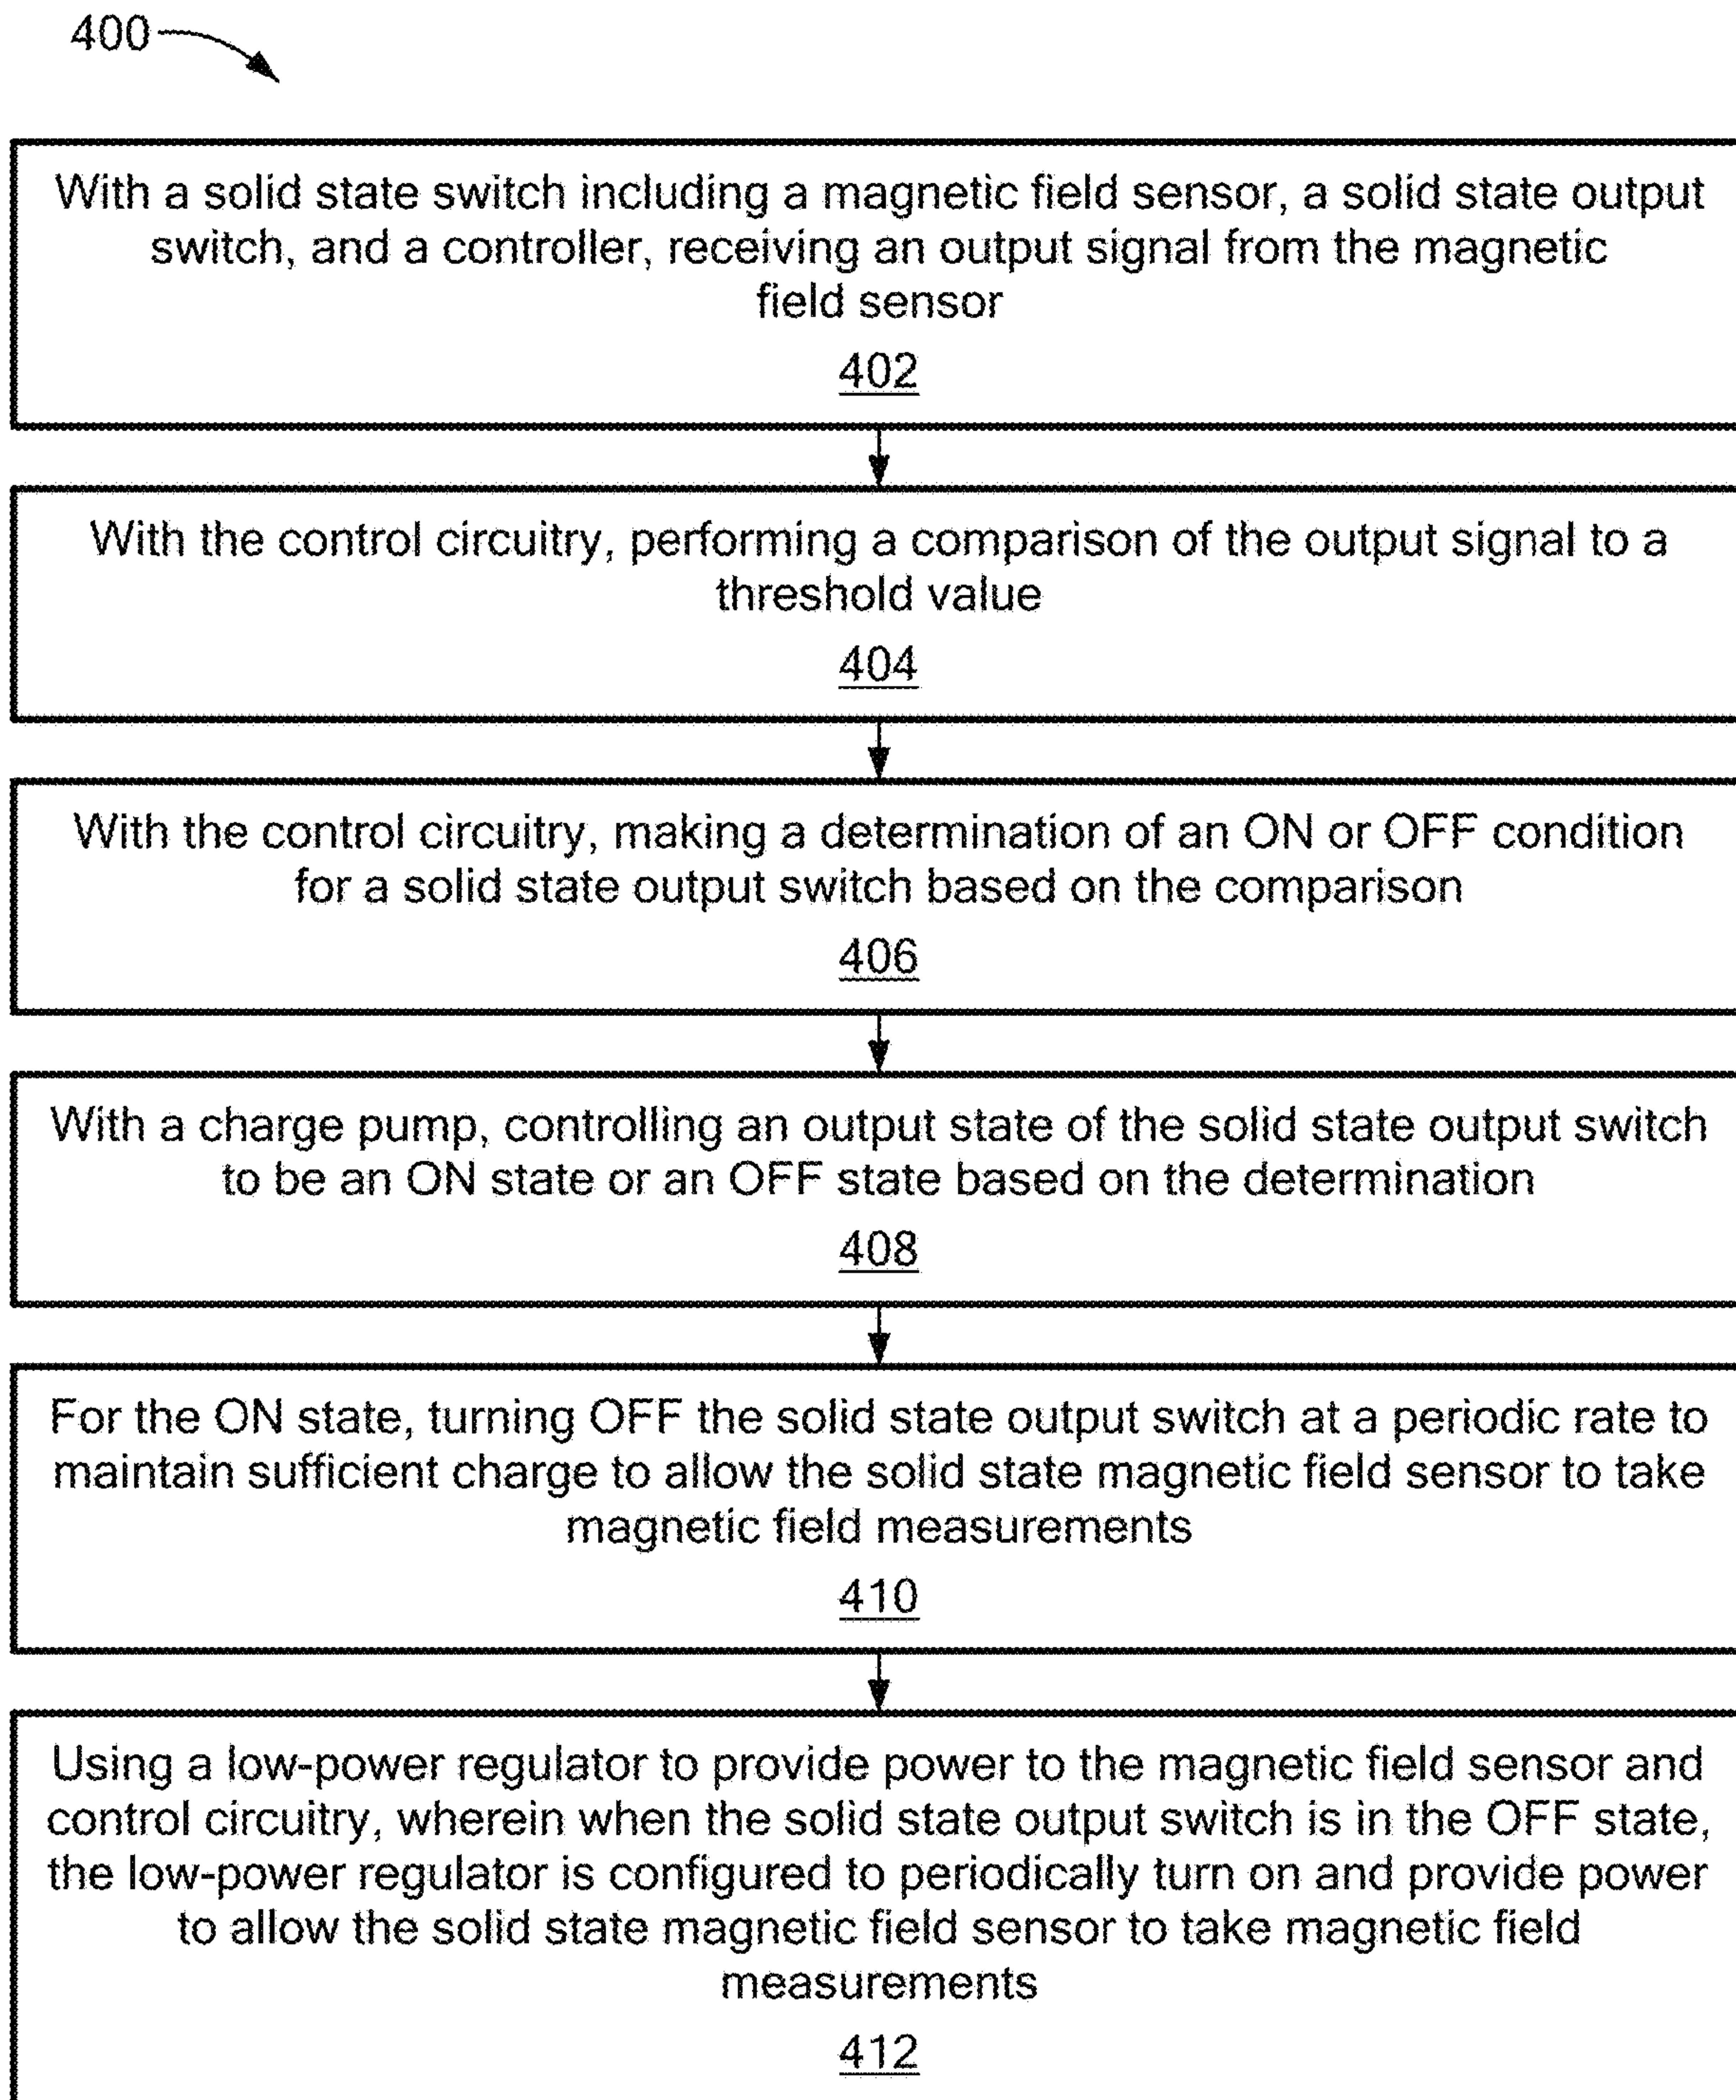 400
With a solid state switch including a magnetic field sensor, a solid state output
switch, and a controller, receiving an output signal from the magnetic
field sensor
402
With the control circuitry, performing a comparison of the output signal to a
threshold value
404
With the control circuitry, making a determination of an ON or OFF condition
for a solid state output switch based on the comparison
406
With a charge pump, controlling an output state of the solid state output switch
to be an ON state or an OFF state based on the determination
408
For the ON state, turning OFF the solid state output switch at a periodic rate to
maintain sufficient charge to allow the solid state magnetic field sensor to take
magnetic field measurements
410
Using a low-power regulator to provide power to the magnetic field sensor and
control circuitry, wherein when the solid state output switch is in the OFF state,
the low-power regulator is configured to periodically turn on and provide power
to allow the solid state magnetic field sensor to take magnetic field
measurements
412